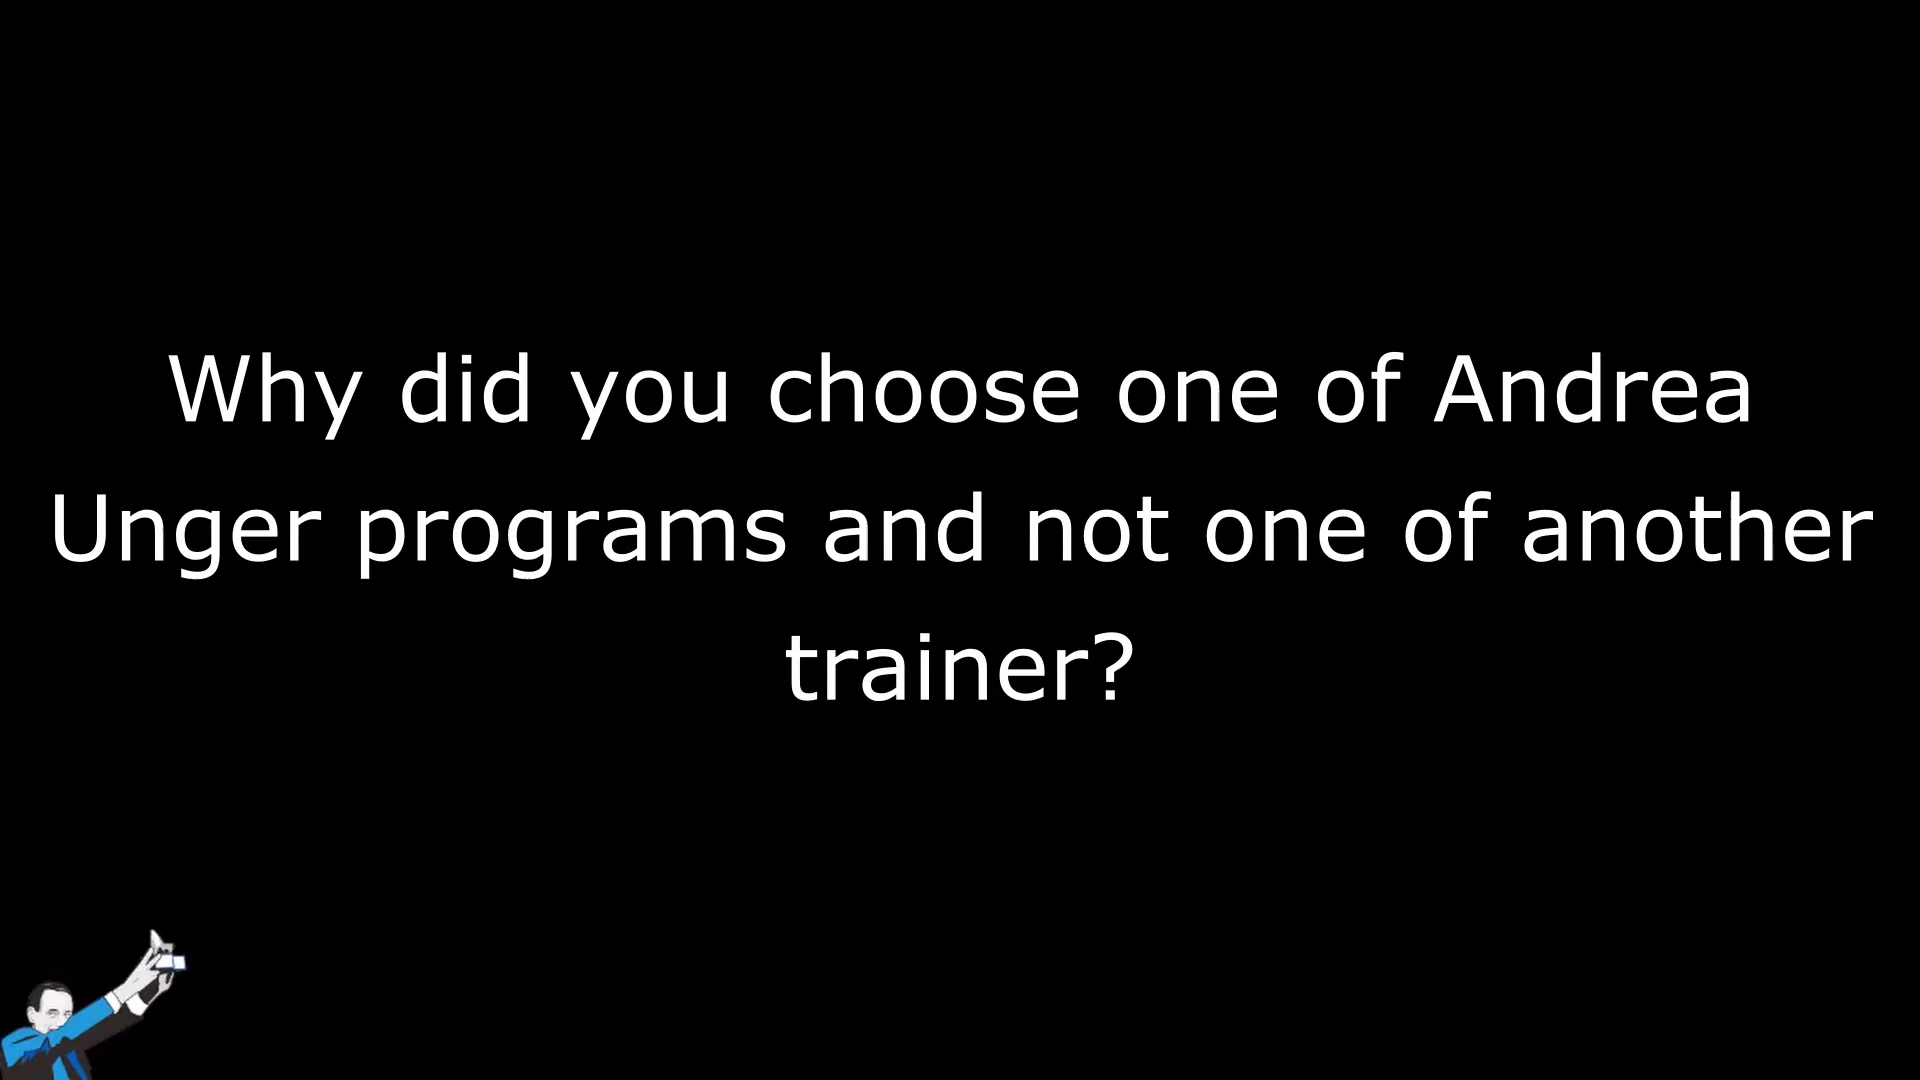 Why did you choose one of Andrea
Unger programs and not one of another
trainer?